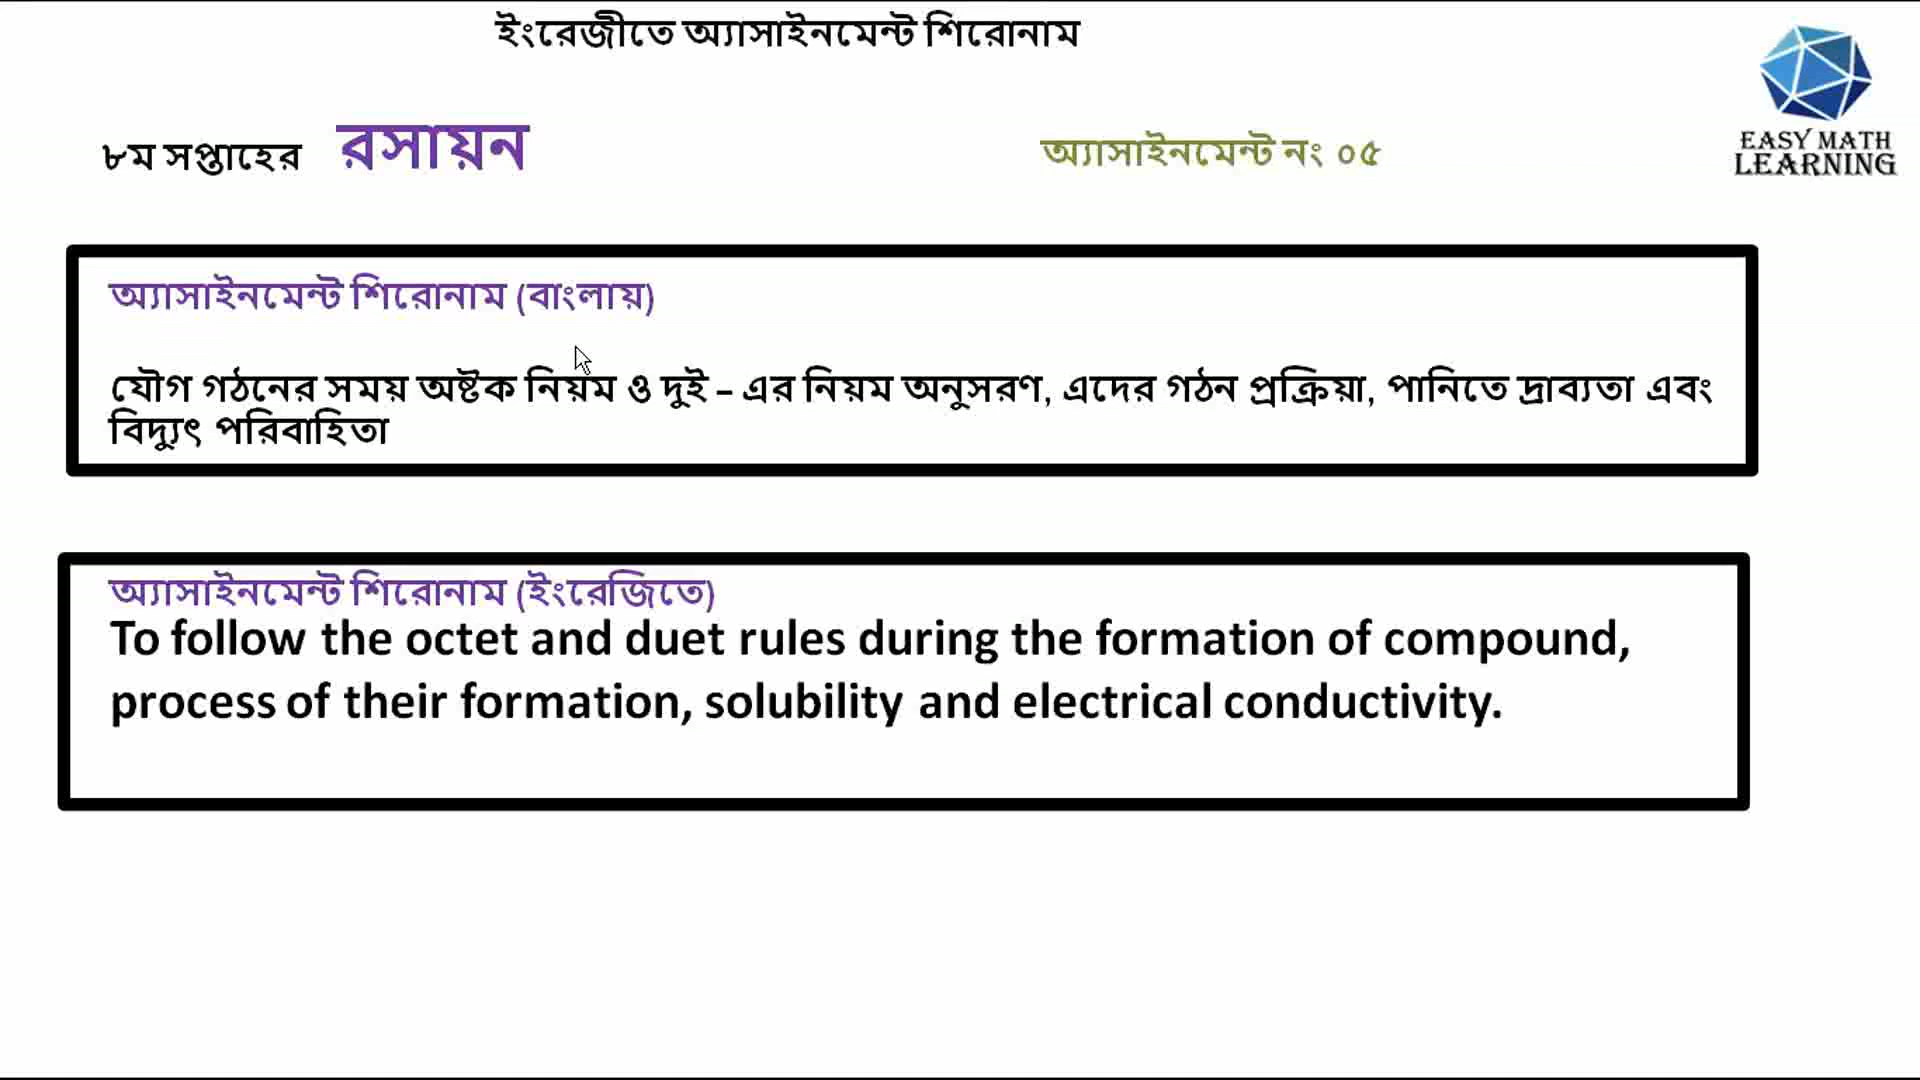 ইংরেজীতে অ্যাসাইনমেন্ট শিরোনাম
৮ম সপ্তাহের রসায়ন
অ্যাসাইনমেন্ট নং ০৫
EASY MATH
LEARNING
অ্যাসাইনমেন্ট শিরোনাম (বাংলায়)
যৌগ গঠনের সময় অষ্টক নিয়ম ও দুই – এর নিয়ম অনুসরণ, এদের গঠন প্রক্রিয়া, পানিতে দ্রাব্যতা এবং
বিদ্যুৎ পরিবাহিতা
অ্যাসাইনমেন্ট শিরোনাম (ইংরেজিতে)
To follow the octet and duet rules during the formation of compound,
process of their formation, solubility and electrical conductivity.